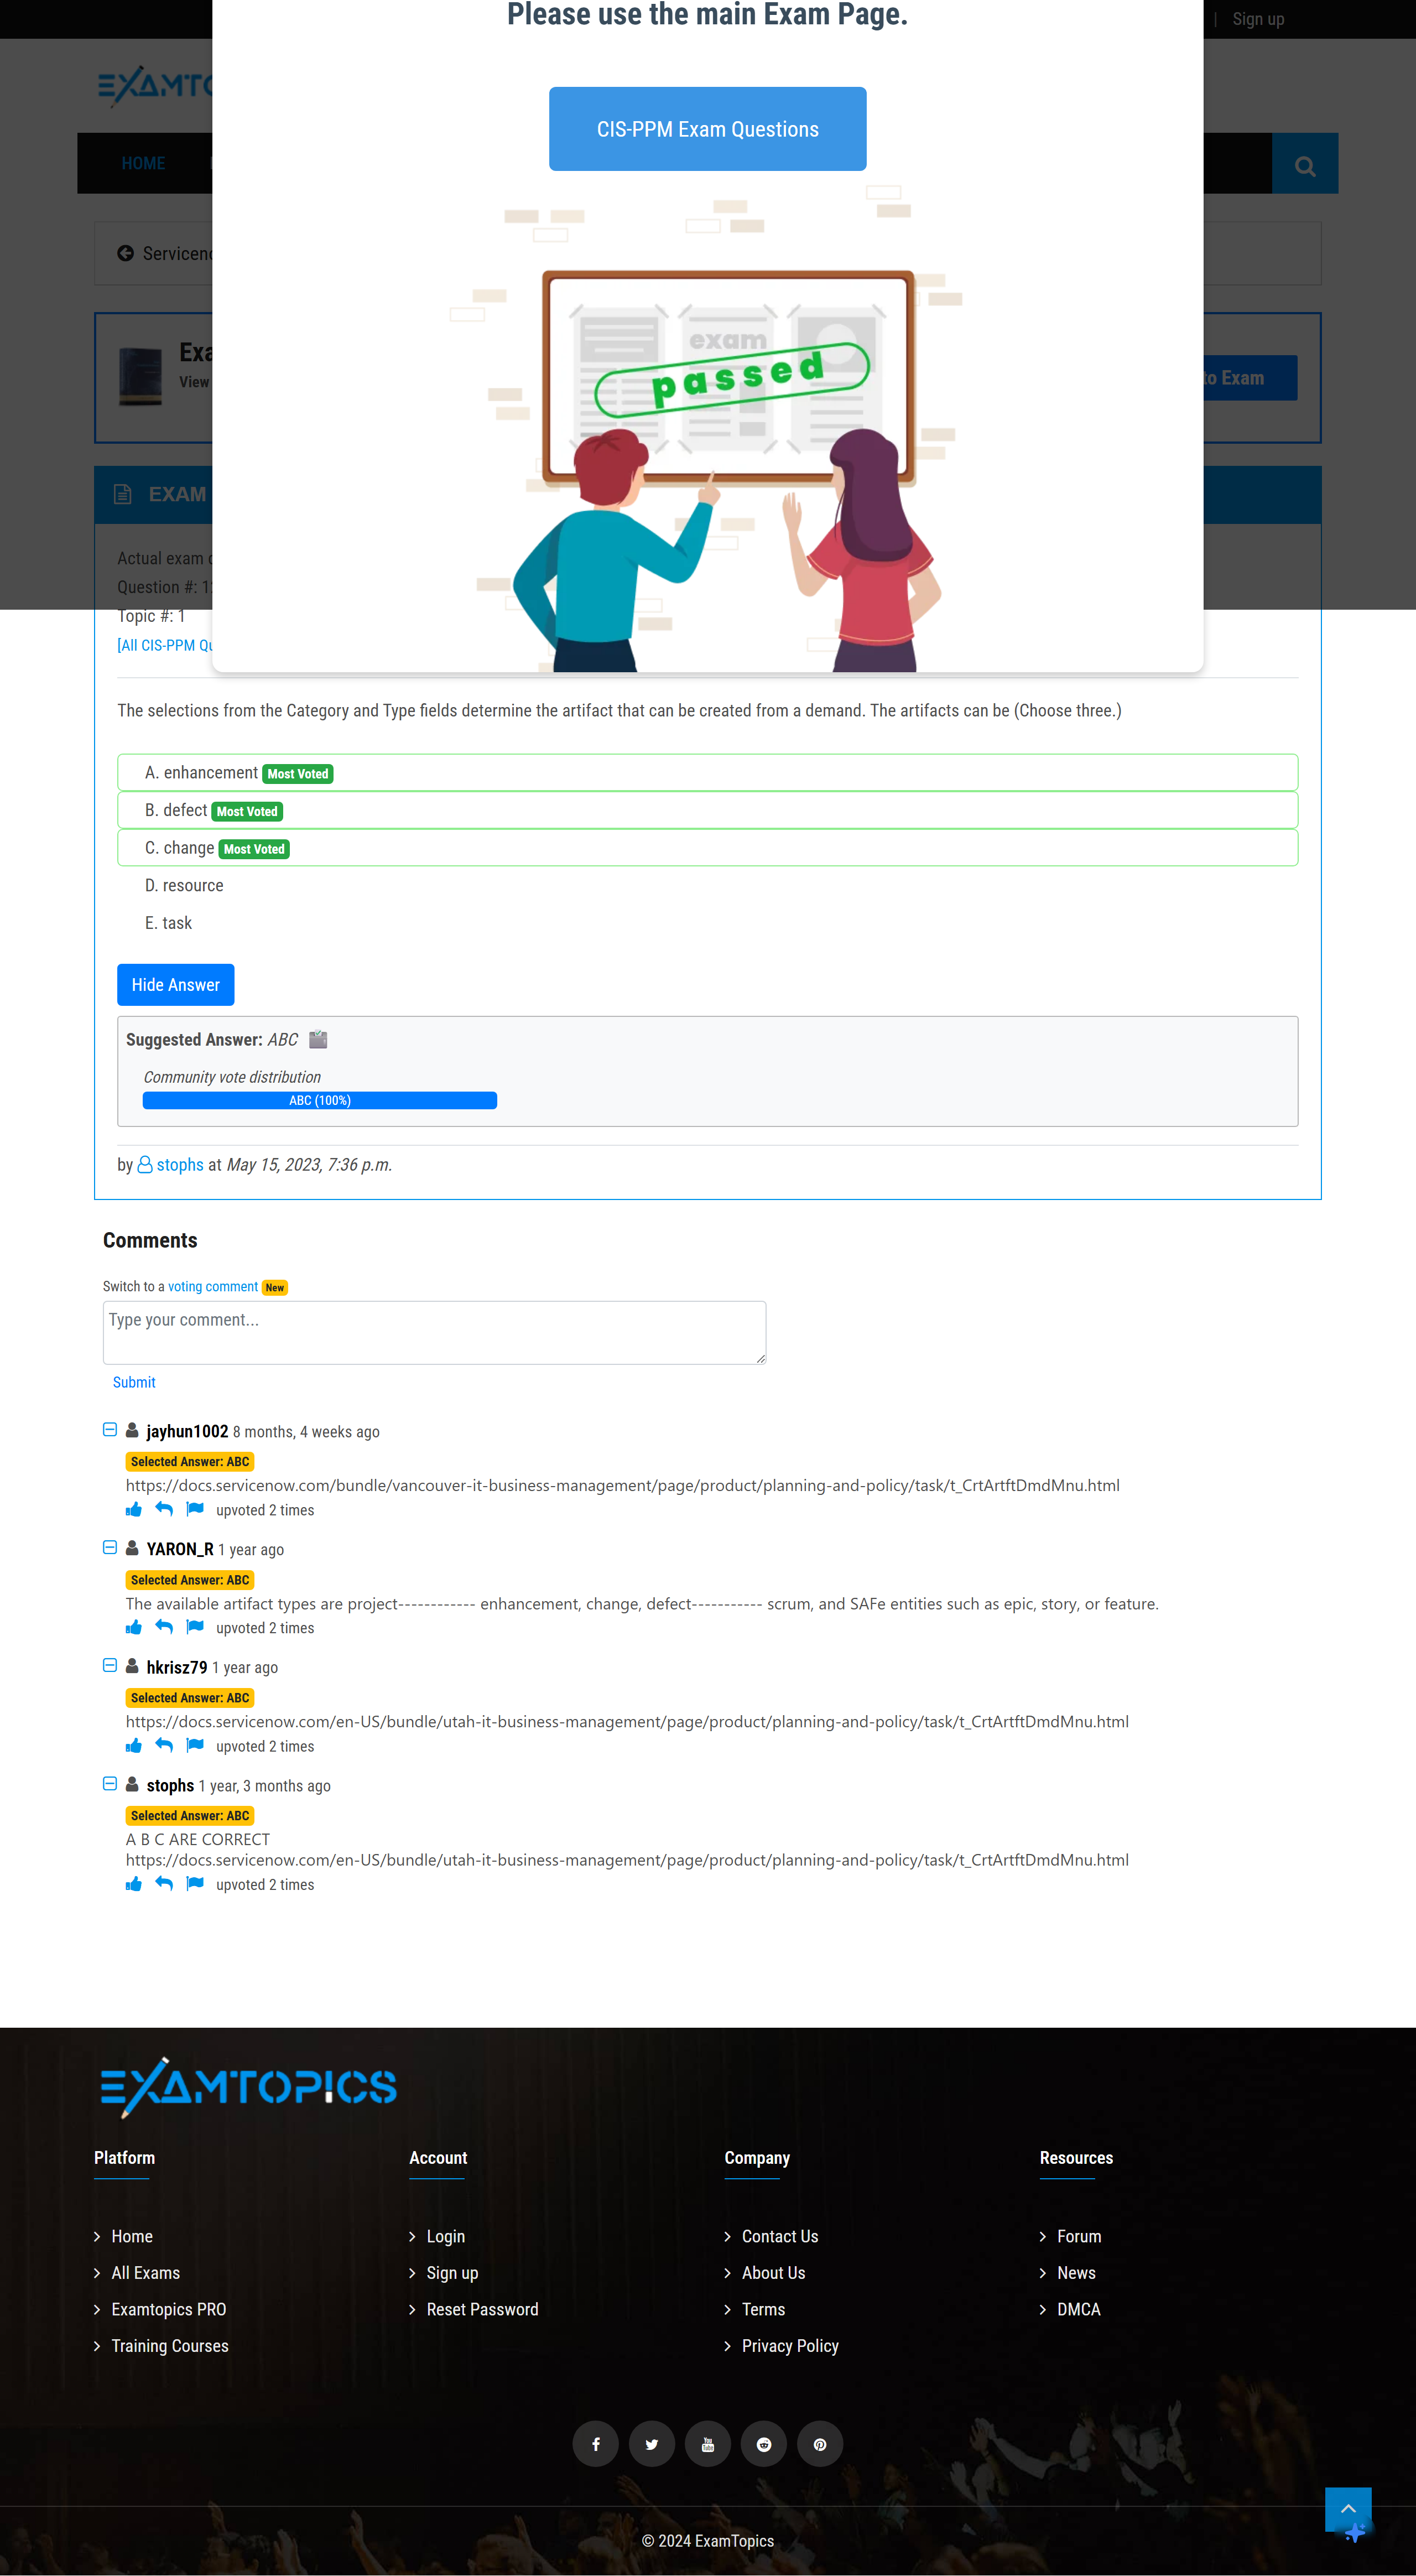 Please use the main Exam Page.
| Sign up
CIS-PPM Exam Questions
HOME
exam
passed
View
to Exam
EXAM
Actual exam
Question #:
Topic #: 1
[All CIS-PPM
The selections from the Category and Type fields determine the artifact that can be created from a demand. The artifacts can be (Choose three.)
A. enhancement Most Voted
B. defect Most Voted
C. change Most Voted
D. resource
E. task
Hide Answer
Suggested Answer: ABC
Community vote distribution
ABC (100%)
by stophs at May 15, 2023, 7:36 p.m.
Comments
Switch to a voting comment New
Type your comment...
Submit
jayhun1002 8 months, 4 weeks ago
Selected Answer: ABC
https://docs.servicenow.com/bundle/vancouver-it-business-management/page/product/planning-and-policy/task/t_CrtArtftDmdMnu.html
upvoted 2 times
YARON_R 1 year ago
Selected Answer: ABC
The available artifact types are project------------ enhancement, change, defect----------- scrum, and SAFe entities such as epic, story, or feature.
upvoted 2 times
hkrisz79 1 year ago
Selected Answer: ABC
https://docs.servicenow.com/en-US/bundle/utah-it-business-management/page/product/planning-and-policy/task/t_CrtArtftDmdMnu.html
upvoted 2 times
stophs 1 year, 3 months ago
Selected Answer: ABC
A B C ARE CORRECT
https://docs.servicenow.com/en-US/bundle/utah-it-business-management/page/product/planning-and-policy/task/t_CrtArtftDmdMnu.html
upvoted 2 times
EXAMTOPICS
Platform
Home
All Exams
Examtopics PRO
Training Courses
Account
Login
Sign up
Reset Password
Company
Contact Us
About Us
Terms
Privacy Policy
Resources
Forum
News
DMCA
© 2024 ExamTopics